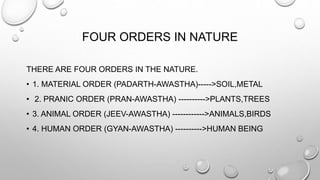 FOUR ORDERS IN NATURE
THERE ARE FOUR ORDERS IN THE NATURE.
• 1. MATERIAL ORDER (PADARTH-AWASTHA)----->SOIL,METAL
• 2. PRANIC ORDER (PRAN-AWASTHA) ---------->PLANTS,TREES
• 3. ANIMAL ORDER (JEEV-AWASTHA) ------------>ANIMALS,BIRDS
• 4. HUMAN ORDER (GYAN-AWASTHA) ---------->HUMAN BEING